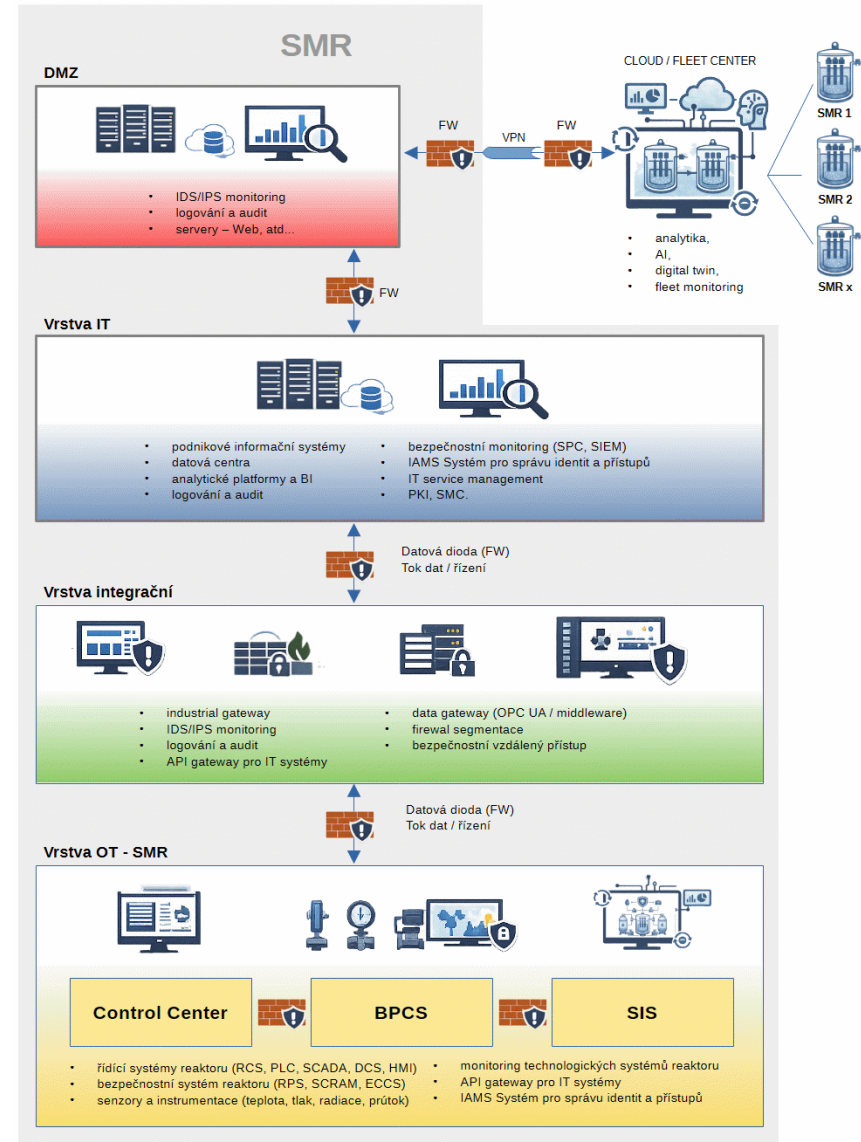 SMR
DMZ
IDS/IPS monitoring
logování a audit
servery – Web, atd...
FW
VPN
FW
CLOUD / FLEET CENTER
analytika,
AI,
digital twin,
fleet monitoring
SMR 1
SMR 2
SMR x
FW
Vrstva IT
podnikové informační systémy
datová centra
analytické platformy a BI
logování a audit
bezpečnostní monitoring (SPC, SIEM)
IAMS Systém pro správu identit a přístupů
IT service management
PKI, SMC.
Datová dioda (FW)
Tok dat / řízení
Vrstva integrační
industrial gateway
IDS/IPS monitoring
logování a audit
API gateway pro IT systémy
data gateway (OPC UA / middleware)
firewal segmentace
bezpečnostní vzdálený přístup
Datová dioda (FW)
Tok dat / řízení
Vrstva OT - SMR
Control Center
BPCS
SIS
řídící systémy reaktoru (RCS, PLC, SCADA, DCS, HMI)
bezpečnostní systém reaktoru (RPS, SCRAM, ECCS)
senzory a instrumentace (teplota, tlak, radiace, prútok)
monitoring technologických systémů reaktoru
API gateway pro IT systémy
IAMS Systém pro správu identit a přístupů